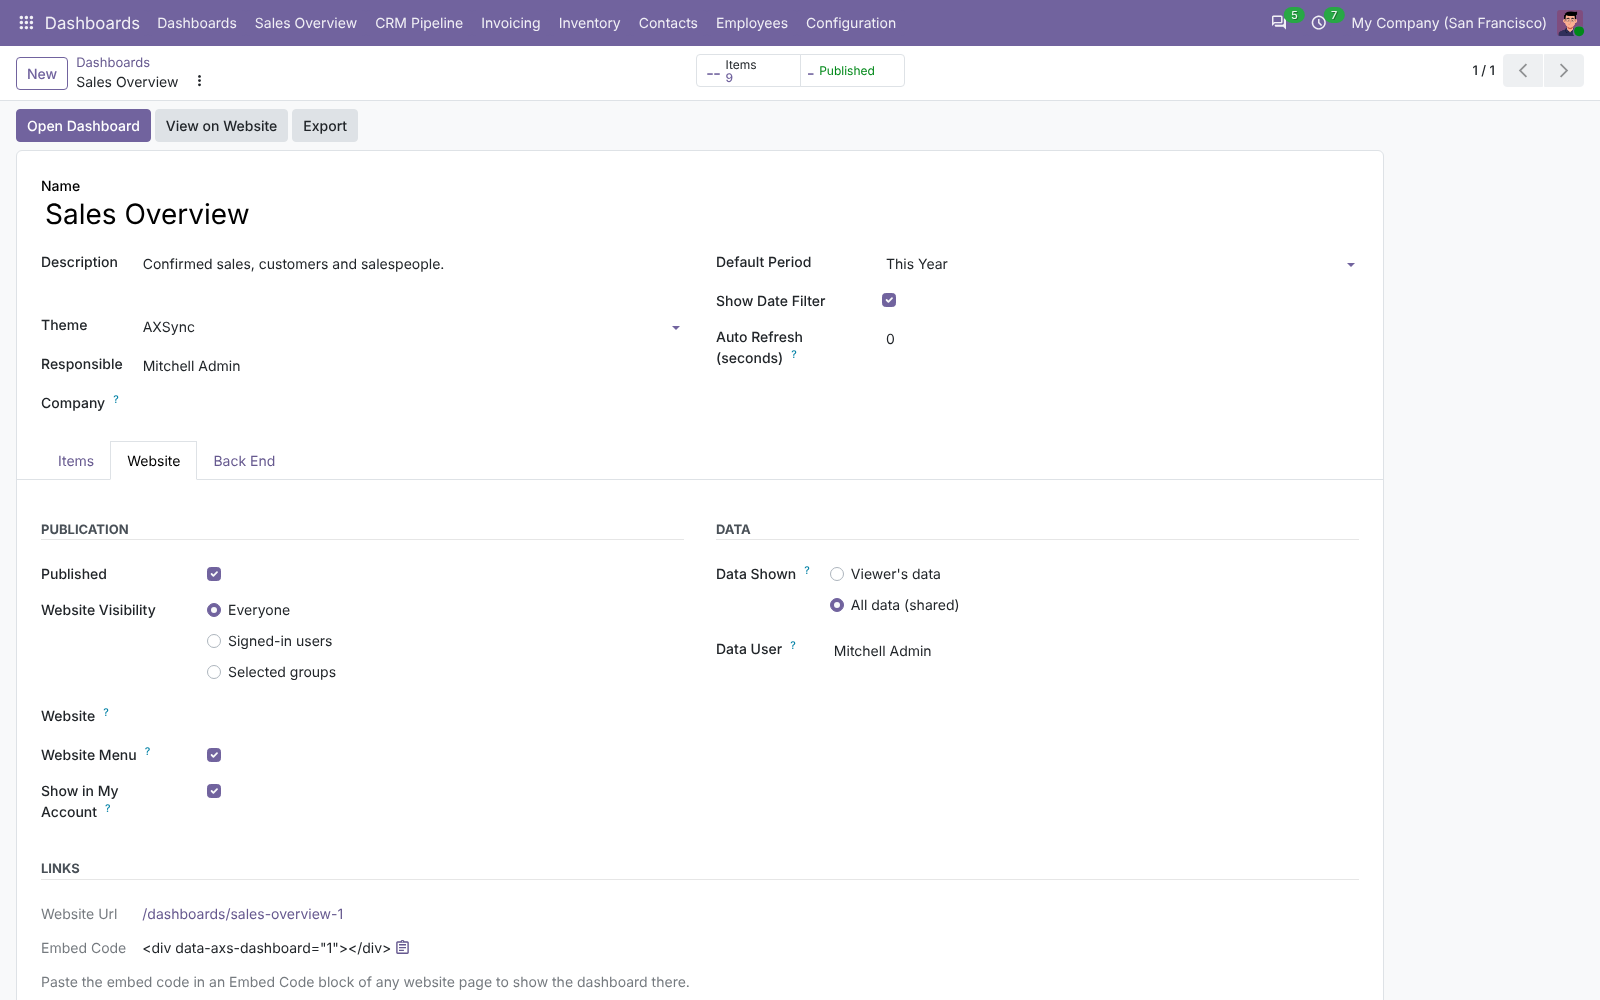 Dashboards
Dashboards
Sales Overview
CRM Pipeline
Invoicing
Inventory
Contacts
Employees
Configuration
5
7
My Company (San Francisco)
New
Dashboards
Sales Overview
Items
9
Published
1 / 1
Open Dashboard
View on Website
Export
Name
Sales Overview
Description
Confirmed sales, customers and salespeople.
Theme
AXSync
Responsible
Mitchell Admin
Company ?
Default Period
This Year
Show Date Filter
Auto Refresh
(seconds) ?
0
Items
Website
Back End
PUBLICATION
Published
Website Visibility
Everyone
Signed-in users
Selected groups
Website ?
Website Menu ?
Show in My
Account ?
DATA
Data Shown ?
Viewer's data
All data (shared)
Data User ?
Mitchell Admin
LINKS
Website Url
/dashboards/sales-overview-1
Embed Code
<div data-axs-dashboard="1"></div>
Paste the embed code in an Embed Code block of any website page to show the dashboard there.